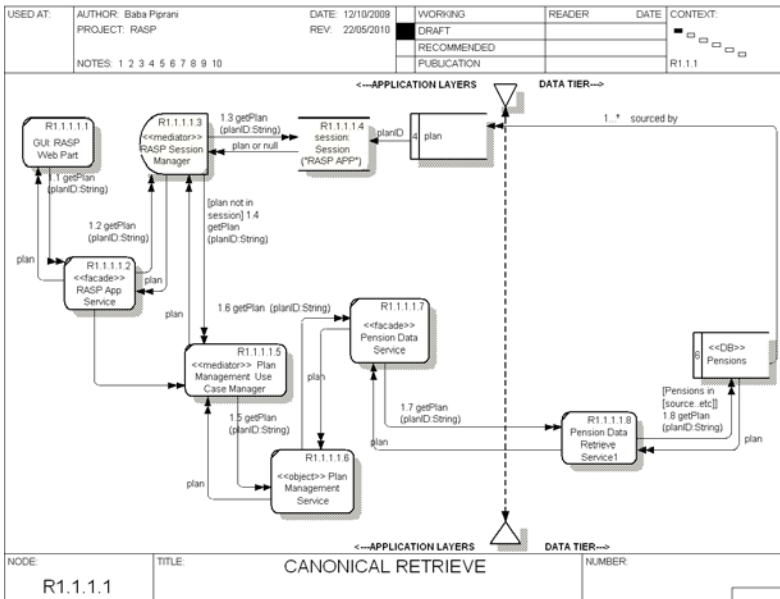 USED AT:
AUTHOR: Baba Piprani
DATE: 12/10/2009
WORKING
READER
DATE
CONTEXT:
PROJECT: RASP
REV: 22/05/2010
DRAFT
RECOMMENDED
NOTES: 1 2 3 4 5 6 7 8 9 10
PUBLICATION
R1.1.1
<---APPLICATION LAYERS
DATA TIER--->
R1.1.1.1.1
GUI: RASP
Web Part
R1.1.1.1.3
<<mediator>>
RASP Session
Manager
1.3 getPlan
(planID:String)
plan or null
R1.1.1.1.4
session:
Session
("RASP APP")
planID
4
plan
1...* sourced by
1.1 getPlan
(planID:String)
1.2 getPlan
(planID:String)
[plan not in
session] 1.4
getPlan
(planID:String)
plan
R1.1.1.1.2
<<facade>>
RASP App
Service
plan
plan
1.6 getPlan (planID:String)
R1.1.1.1.7
<<facade>>
Pension Data
Service
R1.1.1.1.5
<<mediator>> Plan
Management Use
Case Manager
plan
6
<<DB>>
Pensions
1.5 getPlan
(planID:String)
1.7 getPlan
(planID:String)
[Pensions in
[source..etc]]
1.8 getPlan
(planID:String)
R1.1.1.1.8
Pension Data
Retrieve
Service1
plan
plan
plan
R1.1.1.1.6
<<object>> Plan
Management
Service
plan
<---APPLICATION LAYERS
DATA TIER--->
NODE:
R1.1.1.1
TITLE:
CANONICAL RETRIEVE
NUMBER: